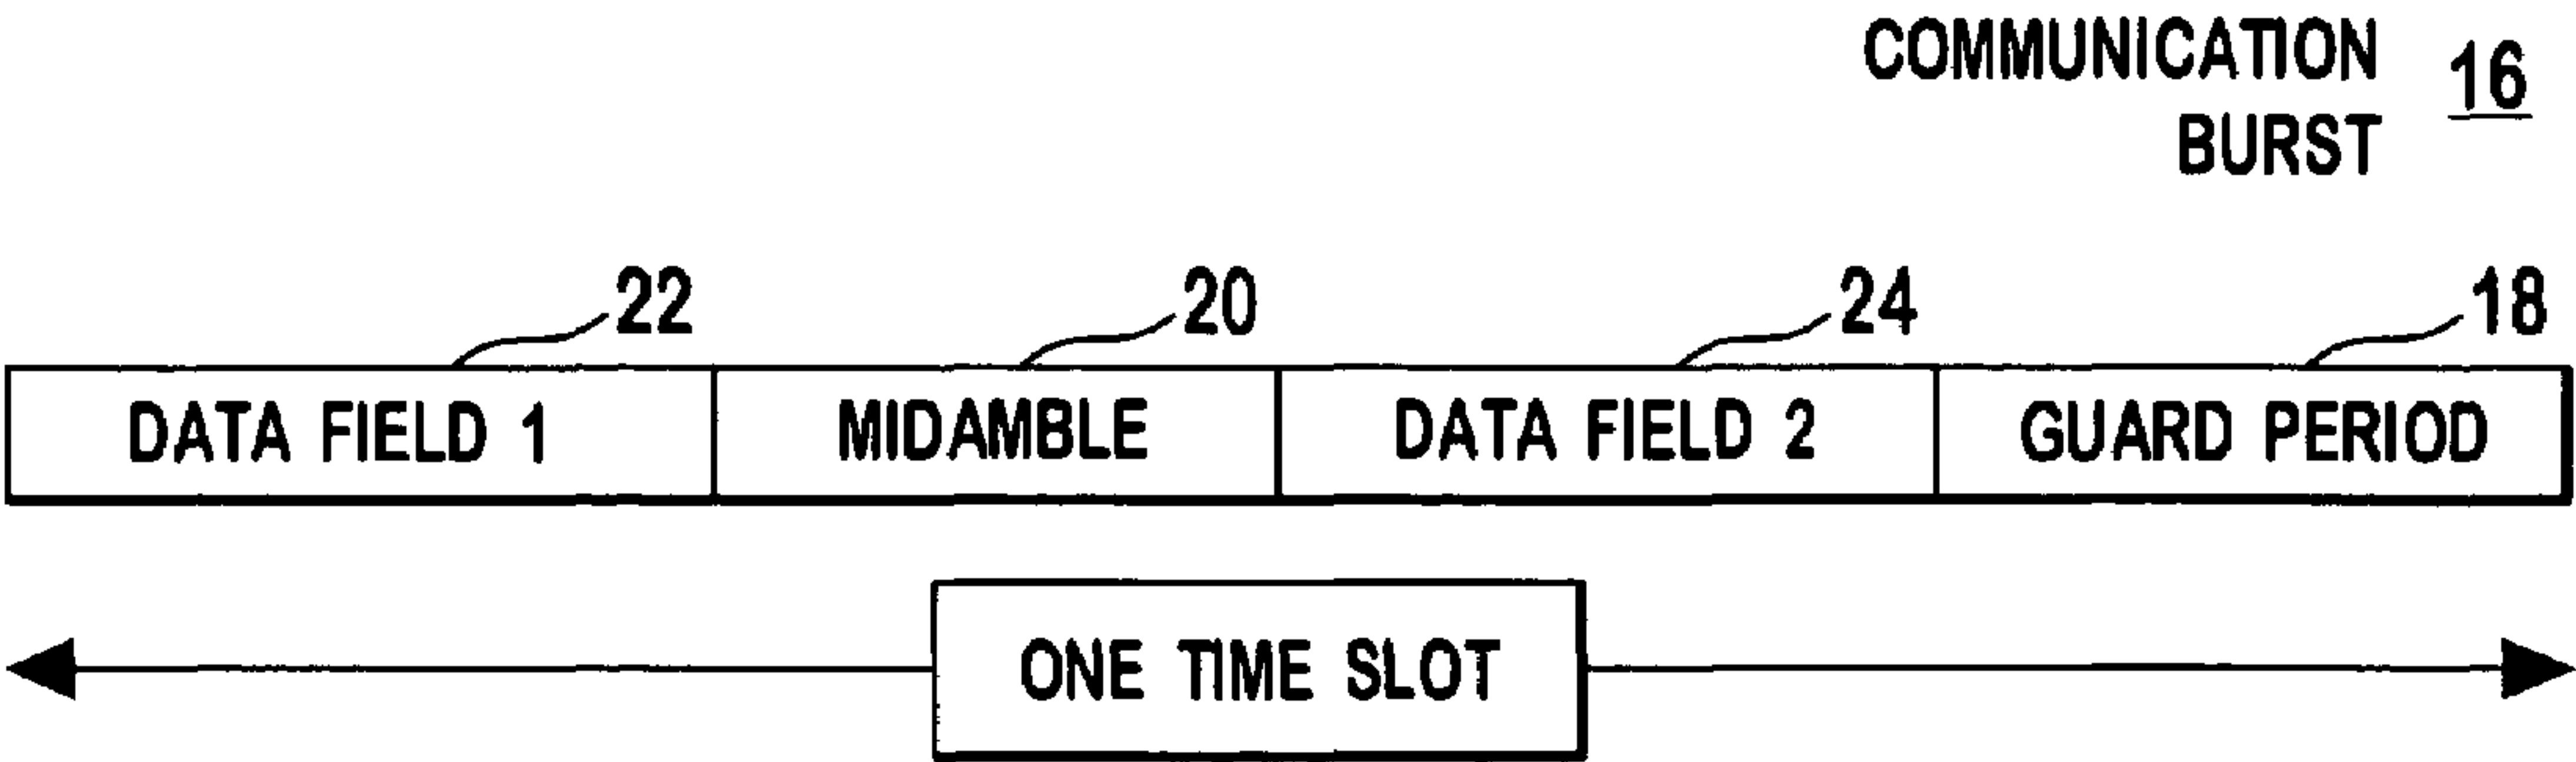 COMMUNICATION 16
BURST
22 20 24 18
DATA FIELD 1 MIDAMBLE DATA FIELD 2 GUARD PERIOD
ONE TIME SLOT